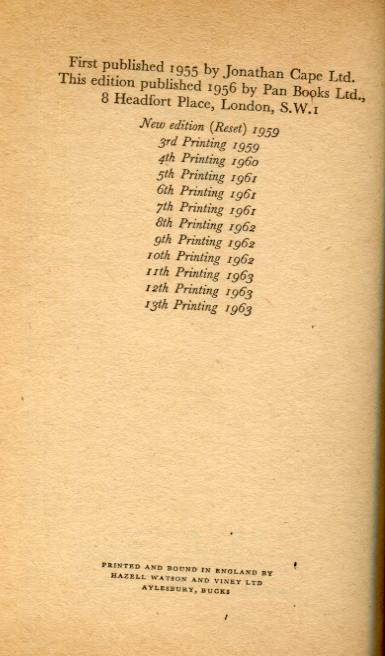 First published 1955 by Jonathan Cape Ltd.
This edition published 1956 by Pan Books Ltd.,
8 Headfort Place, London, S.W.1
New edition (Reset) 1959
3rd Printing 1959
4th Printing 1960
5th Printing 1961
6th Printing 1961
7th Printing 1961
8th Printing 1962
9th Printing 1962
10th Printing 1962
11th Printing 1963
12th Printing 1963
13th Printing 1963
PRINTED AND BOUND IN ENGLAND BY
HAZELL WATSON AND VINEY LTD
AYLESBURY, BUCKS